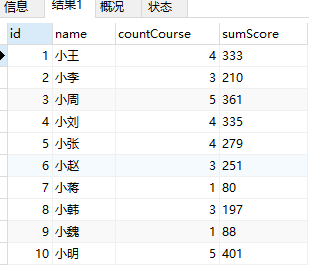 信息 结果1 概况 状态
id name countCourse sumScore
1 小王 4 333
2 小李 3 210
3 小周 5 361
4 小刘 4 335
5 小张 4 279
6 小赵 3 251
7 小蒋 1 80
8 小韩 3 197
9 小魏 1 88
10 小明 5 401